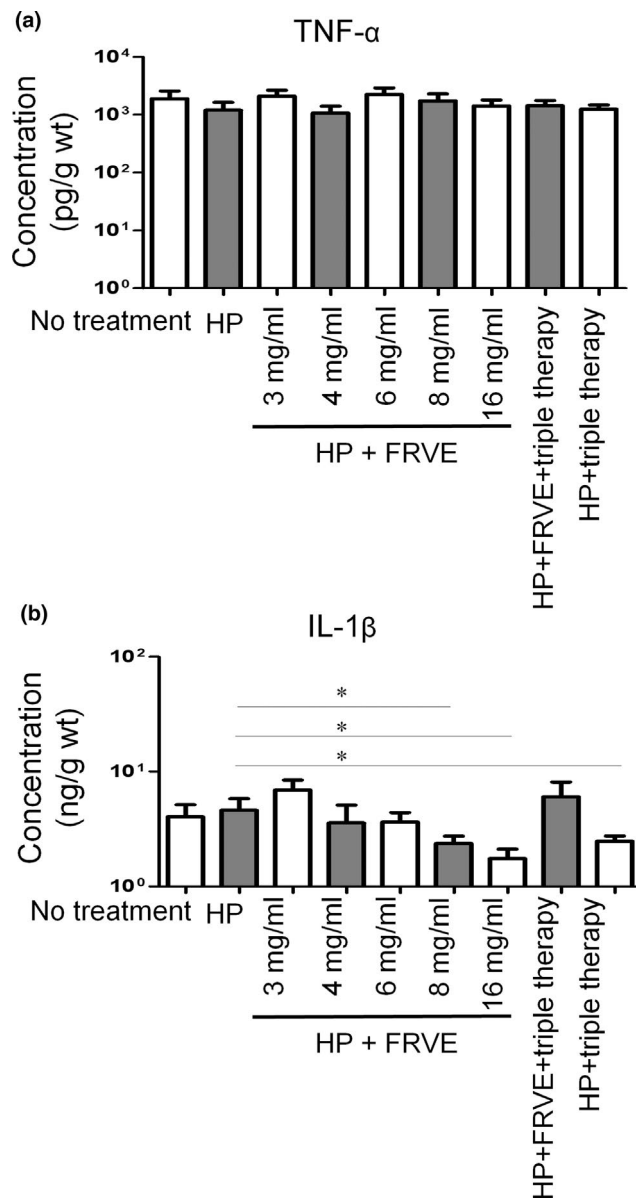 (a)
TNF-α
Concentration
(pg/g wt)
10⁴
10³
10²
10¹
10⁰
No treatment
HP
3 mg/ml
4 mg/ml
6 mg/ml
8 mg/ml
16 mg/ml
HP+FRVE+triple therapy
HP+triple therapy
HP + FRVE
(b)
IL-1β
Concentration
(ng/g wt)
10²
10¹
10⁰
*
*
*
No treatment
HP
3 mg/ml
4 mg/ml
6 mg/ml
8 mg/ml
16 mg/ml
HP+FRVE+triple therapy
HP+triple therapy
HP + FRVE